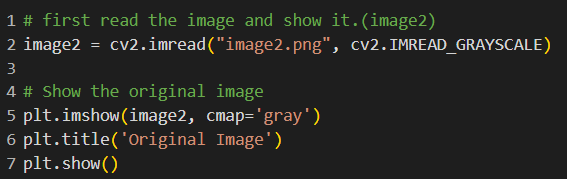 1 # first read the image and show it.(image2)
2 image2 = cv2.imread("image2.png", cv2.IMREAD_GRAYSCALE)
3
4 # Show the original image
5 plt.imshow(image2, cmap='gray')
6 plt.title('Original Image')
7 plt.show()